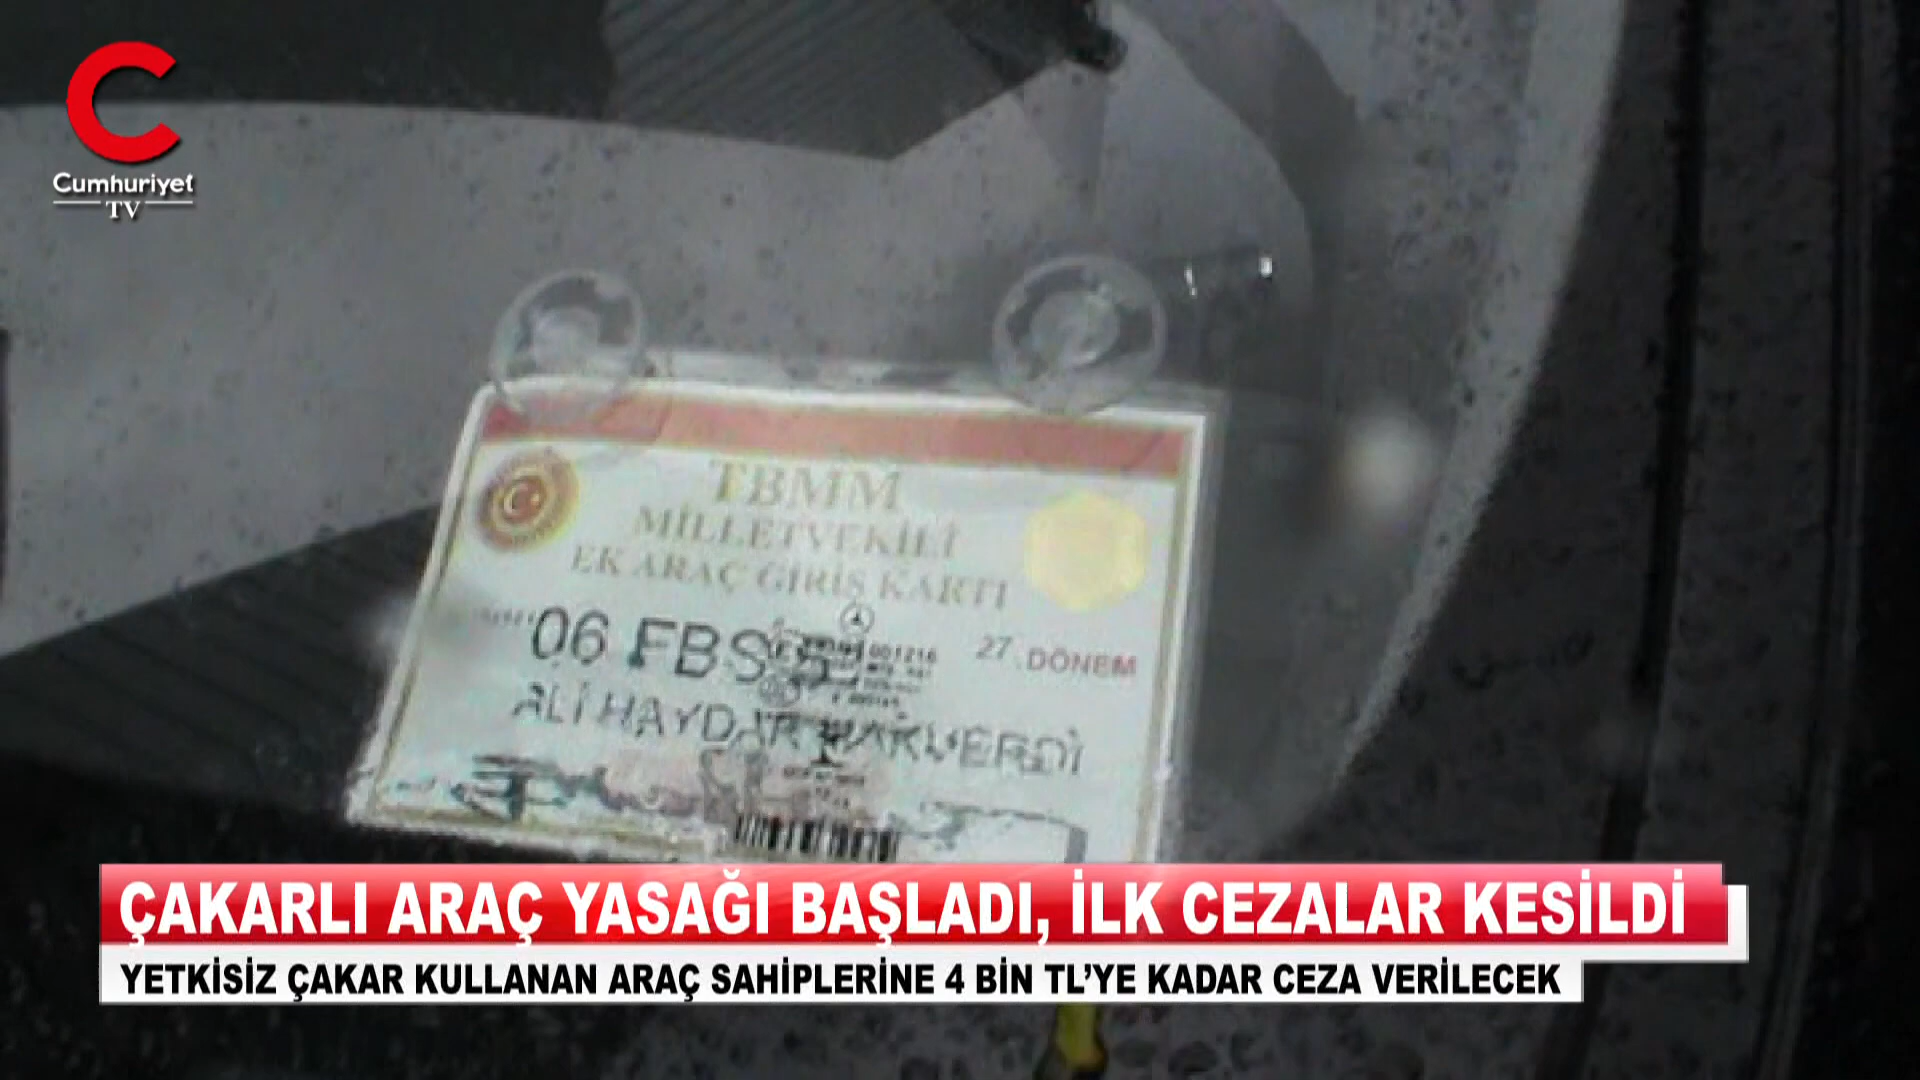 Cumhuriyet
TV
TBMM
MİLLETVEKİLİ
EK ARAÇ GİRİŞ KARTI
06 FBS
27. DÖNEM
ALİ HAYDAR HAKVERDİ
ÇAKARLI ARAÇ YASAĞI BAŞLADI, İLK CEZALAR KESİLDİ
YETKİSİZ ÇAKAR KULLANAN ARAÇ SAHİPLERİNE 4 BİN TL’YE KADAR CEZA VERİLECEK